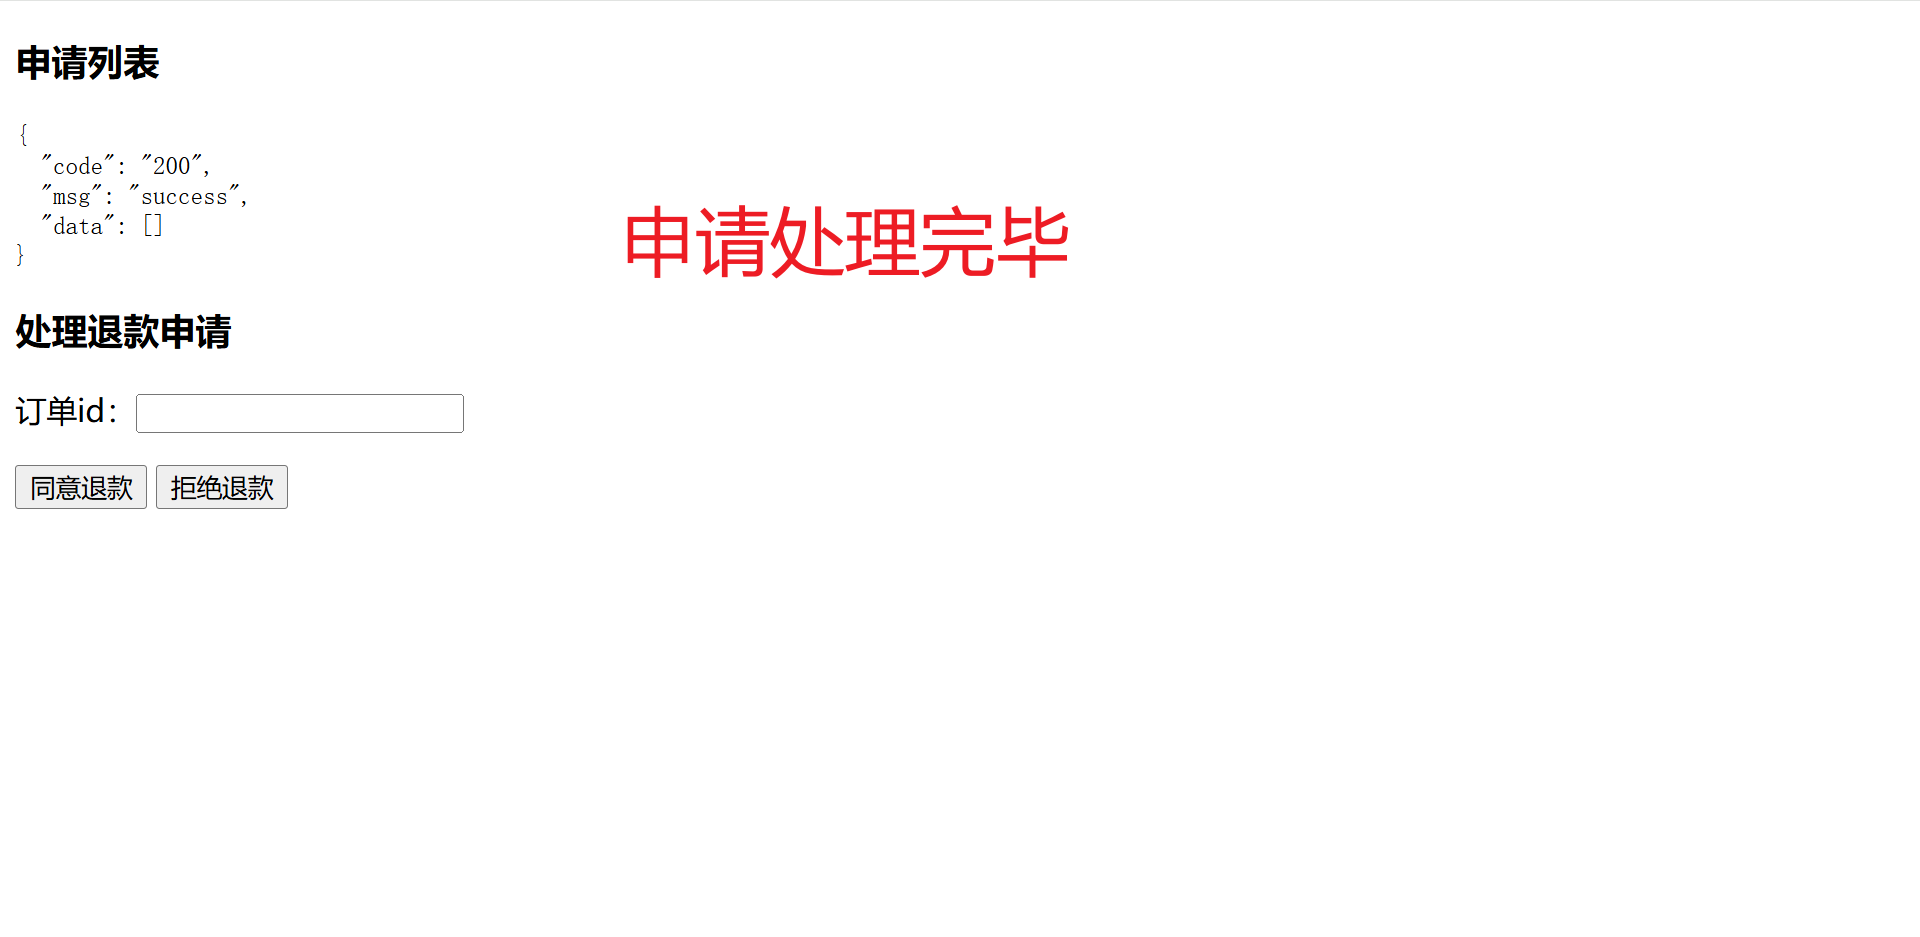 申请列表
{
  "code": "200",
  "msg": "success",
  "data": []
}
申请处理完毕
处理退款申请
订单id：
同意退款 拒绝退款